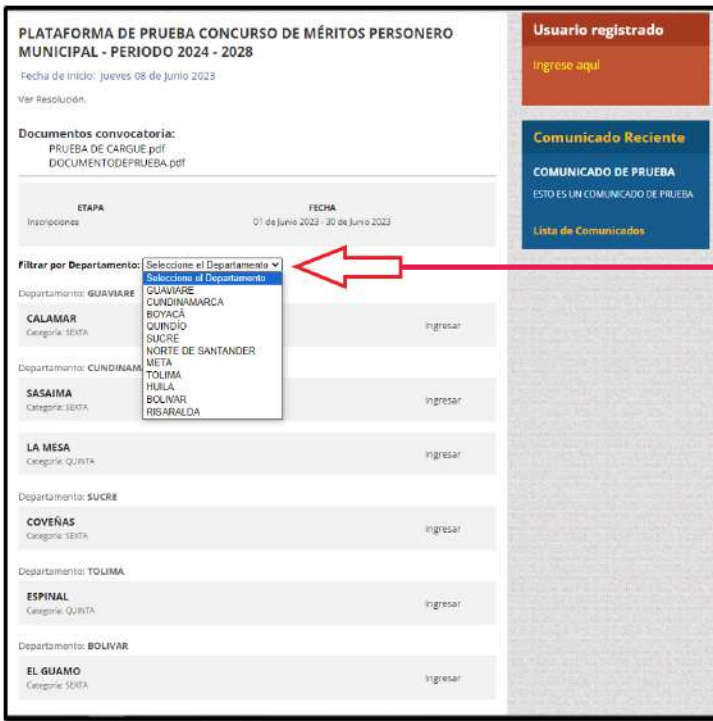 PLATAFORMA DE PRUEBA CONCURSO DE MÉRITOS PERSONERO
MUNICIPAL - PERIODO 2024 - 2028
Fecha de inicio: Jueves 08 de Junio 2023
Ver Resolución.
Documentos convocatoria:
PRUEBA DE CARGUE.pdf
DOCUMENTODEPRUEBA.pdf
ETAPA FECHA
Inscripciones 01 de Junio 2023 - 30 de Junio 2023
Filtrar por Departamento: Seleccione el Departamento
Seleccione el Departamento
GUAVIARE
CUNDINAMARCA
BOYACÁ
QUINDÍO
SUCRE
NORTE DE SANTANDER
META
TOLIMA
HUILA
BOLIVAR
RISARALDA
Departamento: GUAVIARE
CALAMAR
Categoría: SEXTA
Ingresar
Departamento: CUNDINAM
SASAIMA
Categoría: SEXTA
Ingresar
LA MESA
Categoría: QUINTA
Ingresar
Departamento: SUCRE
COVEÑAS
Categoría: SEXTA
Ingresar
Departamento: TOLIMA
ESPINAL
Categoría: QUINTA
Ingresar
Departamento: BOLIVAR
EL GUAMO
Categoría: SEXTA
Ingresar
Usuario registrado
Ingrese aquí
Comunicado Reciente
COMUNICADO DE PRUEBA
ESTO ES UN COMUNICADO DE PRUEBA
Lista de Comunicados